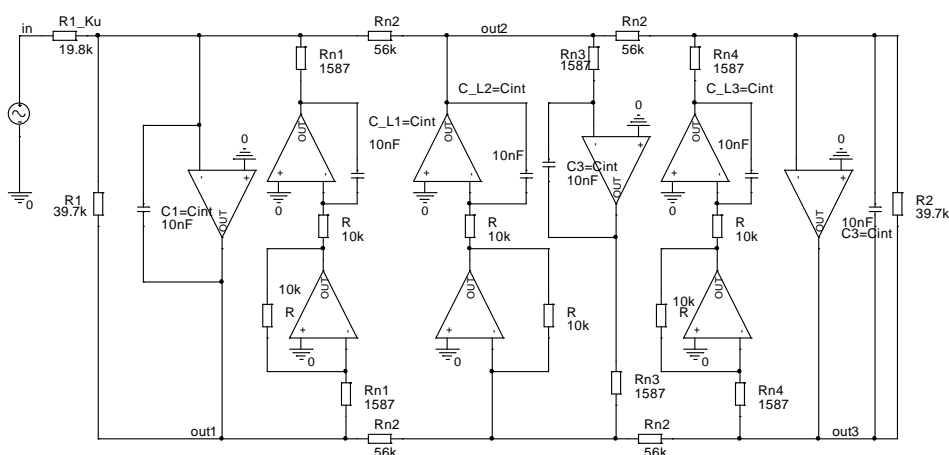 in
R1_Ku
19.8k
Rn1
1587
Rn2
56k
out2
Rn3
1587
Rn2
56k
Rn4
1587
C_L1=Cint
10nF
C_L2=Cint
10nF
C_L3=Cint
10nF
0
OUT
-
+
0
OUT
+
-
0
OUT
+
-
0
0
-
+
OUT
OUT
+
-
0
0
-
+
OUT
0
R1
39.7k
C1=Cint
10nF
C3=Cint
10nF
10nF
C3=Cint
R2
39.7k
R
10k
R
10k
R
10k
10k
R
OUT
+
-
0
OUT
+
-
0
R
10k
10k
R
OUT
+
-
0
Rn1
1587
Rn3
1587
Rn4
1587
out1
Rn2
56k
Rn2
56k
out3